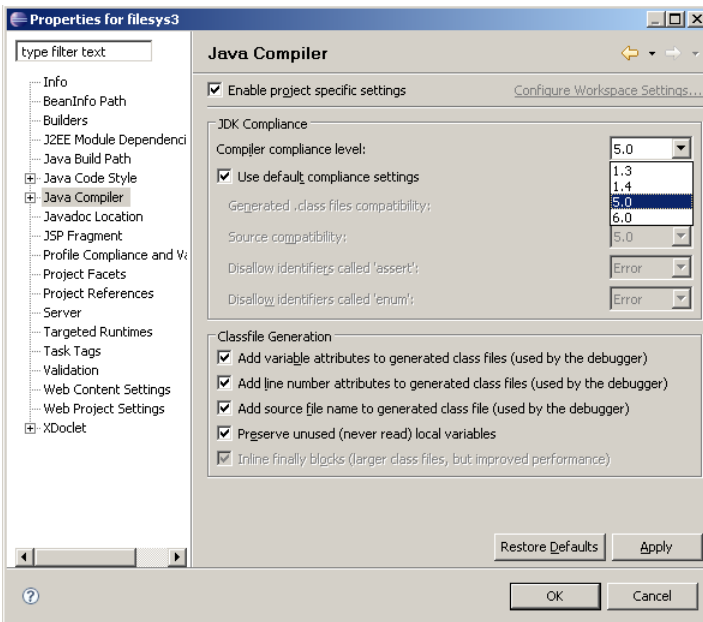 Properties for filesys3
type filter text
Info
BeanInfo Path
Builders
J2EE Module Dependenci
Java Build Path
Java Code Style
Java Compiler
Javadoc Location
JSP Fragment
Profile Compliance and Va
Project Facets
Project References
Server
Targeted Runtimes
Task Tags
Validation
Web Content Settings
Web Project Settings
XDoclet
Java Compiler
Enable project specific settings
Configure Workspace Settings...
JDK Compliance
Compiler compliance level:
5.0
1.3
1.4
5.0
6.0
Use default compliance settings
Generated .class files compatibility:
Source compatibility:
5.0
Disallow identifiers called 'assert':
Error
Disallow identifiers called 'enum':
Error
Classfile Generation
Add variable attributes to generated class files (used by the debugger)
Add line number attributes to generated class files (used by the debugger)
Add source file name to generated class file (used by the debugger)
Preserve unused (never read) local variables
Inline finally blocks (larger class files, but improved performance)
Restore Defaults
Apply
OK
Cancel